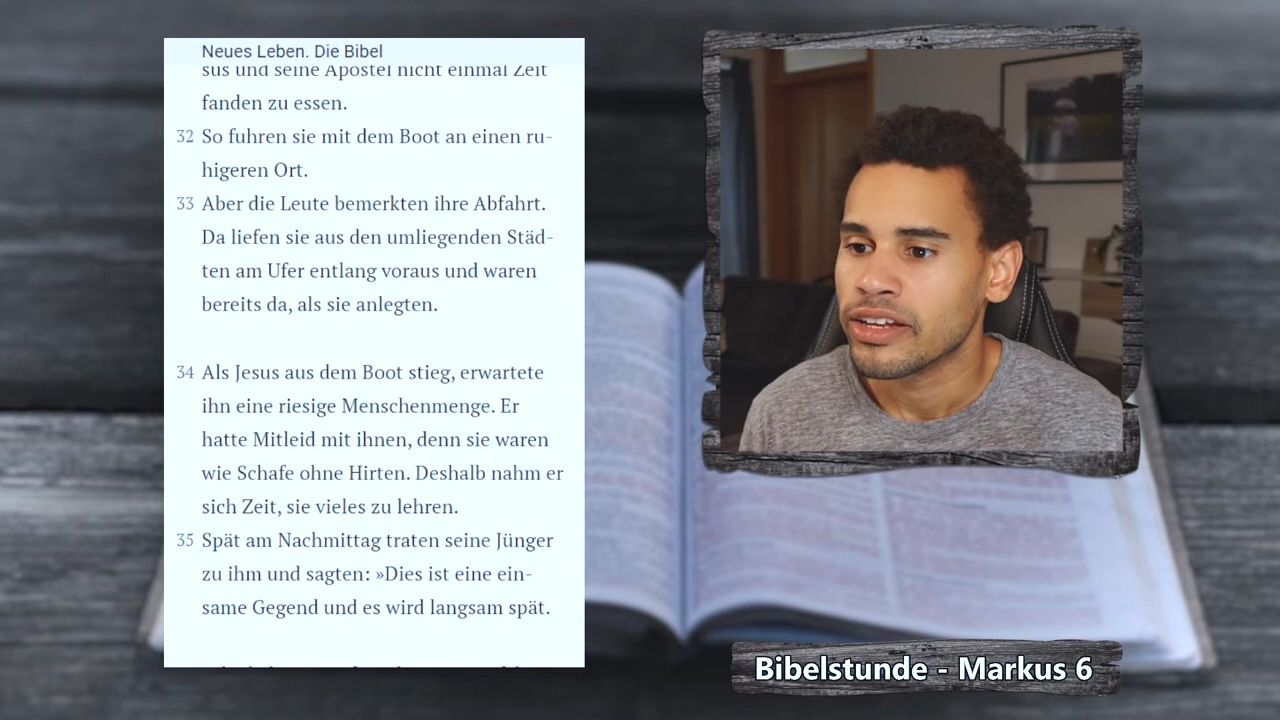 Neues Leben. Die Bibel
sus und seine Apostel nicht einmal Zeit
fanden zu essen.
32 So fuhren sie mit dem Boot an einen ru-
higeren Ort.
33 Aber die Leute bemerkten ihre Abfahrt.
Da liefen sie aus den umliegenden Städ-
ten am Ufer entlang voraus und waren
bereits da, als sie anlegten.
34 Als Jesus aus dem Boot stieg, erwartete
ihn eine riesige Menschenmenge. Er
hatte Mitleid mit ihnen, denn sie waren
wie Schafe ohne Hirten. Deshalb nahm er
sich Zeit, sie vieles zu lehren.
35 Spät am Nachmittag traten seine Jünger
zu ihm und sagten: »Dies ist eine ein-
same Gegend und es wird langsam spät.
Bibelstunde - Markus 6